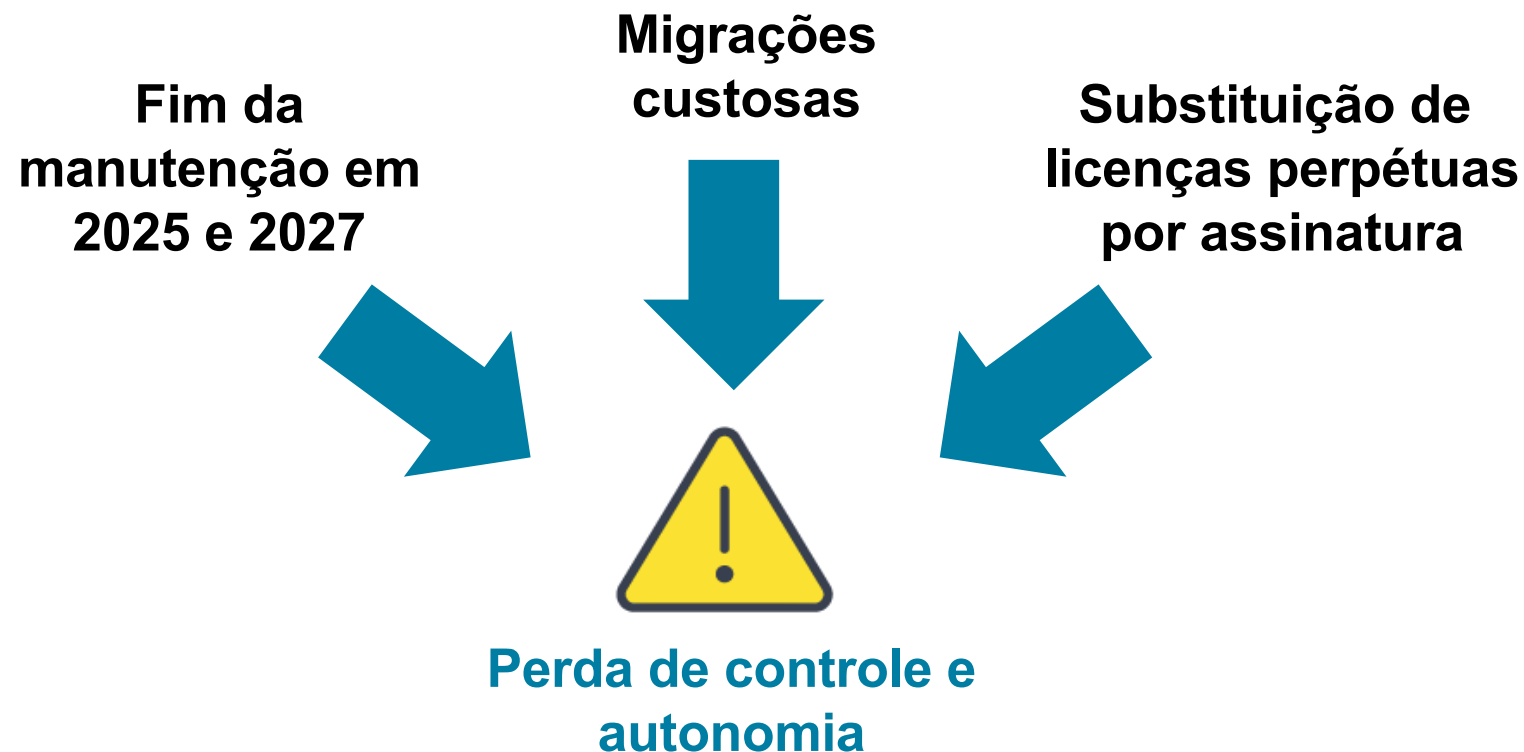 Fim da
manutenção em
2025 e 2027
Migrações
custosas
Substituição de
licenças perpétuas
por assinatura
Perda de controle e
autonomia